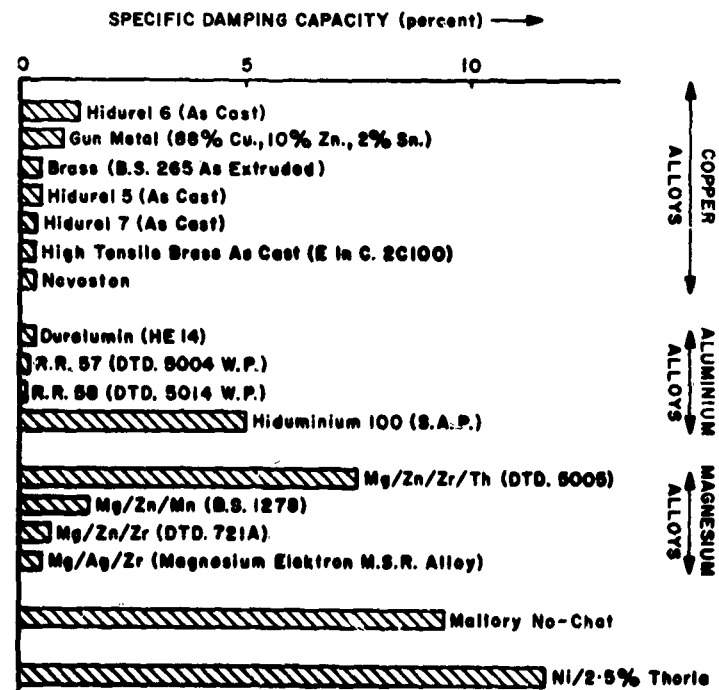 SPECIFIC DAMPING CAPACITY (percent)
0 5 10
Hidurel 6 (As Cast)
Gun Metal (88% Cu., 10% Zn., 2% Sn.)
Brass (B.S. 265 As Extruded)
Hidurel 5 (As Cast)
Hidurel 7 (As Cast)
High Tensile Brass As Cast (E in C. 2C100)
Novoston
COPPER
ALLOYS
Duralumin (HE 14)
R.R. 57 (DTD. 5004 W.P.)
R.R. 58 (DTD. 5014 W.P.)
Hiduminium 100 (S.A.P.)
ALUMINIUM
ALLOYS
Mg/Zn/Zr/Th (DTD. 5005)
Mg/Zn/Mn (B.S. 1278)
Mg/Zn/Zr (DTD. 721A)
Mg/Ag/Zr (Magnesium Elektron M.S.R. Alloy)
MAGNESIUM
ALLOYS
Mallory No-Chat
Ni/2·5% Thoria